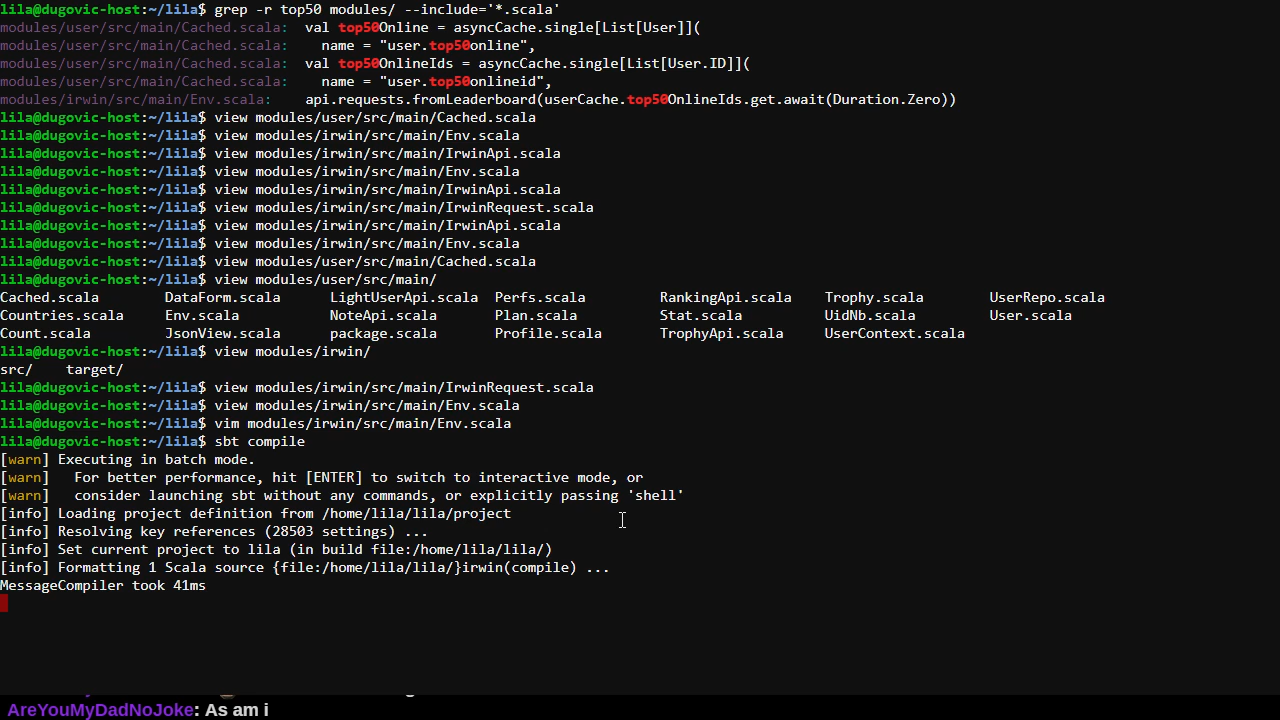 lila@dugovic-host:~/lila$ grep -r top50 modules/ --include='*.scala'
modules/user/src/main/Cached.scala:  val top50Online = asyncCache.single[List[User]](
modules/user/src/main/Cached.scala:    name = "user.top50online",
modules/user/src/main/Cached.scala:  val top50OnlineIds = asyncCache.single[List[User.ID]](
modules/user/src/main/Cached.scala:    name = "user.top50onlineid",
modules/irwin/src/main/Env.scala:    api.requests.fromLeaderboard(userCache.top50OnlineIds.get.await(Duration.Zero))
lila@dugovic-host:~/lila$ view modules/user/src/main/Cached.scala
lila@dugovic-host:~/lila$ view modules/irwin/src/main/Env.scala
lila@dugovic-host:~/lila$ view modules/irwin/src/main/IrwinApi.scala
lila@dugovic-host:~/lila$ view modules/irwin/src/main/Env.scala
lila@dugovic-host:~/lila$ view modules/irwin/src/main/IrwinApi.scala
lila@dugovic-host:~/lila$ view modules/irwin/src/main/IrwinRequest.scala
lila@dugovic-host:~/lila$ view modules/irwin/src/main/IrwinApi.scala
lila@dugovic-host:~/lila$ view modules/irwin/src/main/Env.scala
lila@dugovic-host:~/lila$ view modules/user/src/main/Cached.scala
lila@dugovic-host:~/lila$ view modules/user/src/main/
Cached.scala        DataForm.scala      LightUserApi.scala  Perfs.scala         RankingApi.scala    Trophy.scala        UserRepo.scala
Countries.scala     Env.scala           NoteApi.scala       Plan.scala          Stat.scala          UidNb.scala         User.scala
Count.scala         JsonView.scala      package.scala       Profile.scala       TrophyApi.scala     UserContext.scala
lila@dugovic-host:~/lila$ view modules/irwin/
src/    target/
lila@dugovic-host:~/lila$ view modules/irwin/src/main/IrwinRequest.scala
lila@dugovic-host:~/lila$ view modules/irwin/src/main/Env.scala
lila@dugovic-host:~/lila$ vim modules/irwin/src/main/Env.scala
lila@dugovic-host:~/lila$ sbt compile
[warn] Executing in batch mode.
[warn]   For better performance, hit [ENTER] to switch to interactive mode, or
[warn]   consider launching sbt without any commands, or explicitly passing 'shell'
[info] Loading project definition from /home/lila/lila/project
[info] Resolving key references (28503 settings) ...
[info] Set current project to lila (in build file:/home/lila/lila/)
[info] Formatting 1 Scala source {file:/home/lila/lila/}irwin(compile) ...
MessageCompiler took 41ms
AreYouMyDadNoJoke: As am i